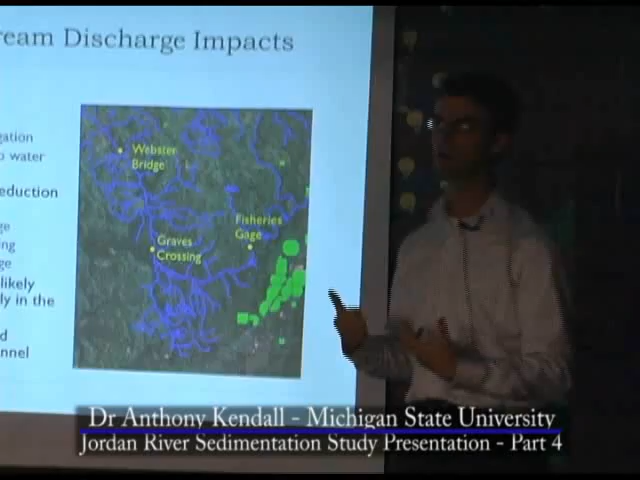 ream Discharge Impacts
gation
o water
eduction
ge
ng
ge
likely
ly in the
d
nnel
Webster
Bridge
Fisheries
Gage
Graves
Crossing
Dr Anthony Kendall - Michigan State University
Jordan River Sedimentation Study Presentation - Part 4